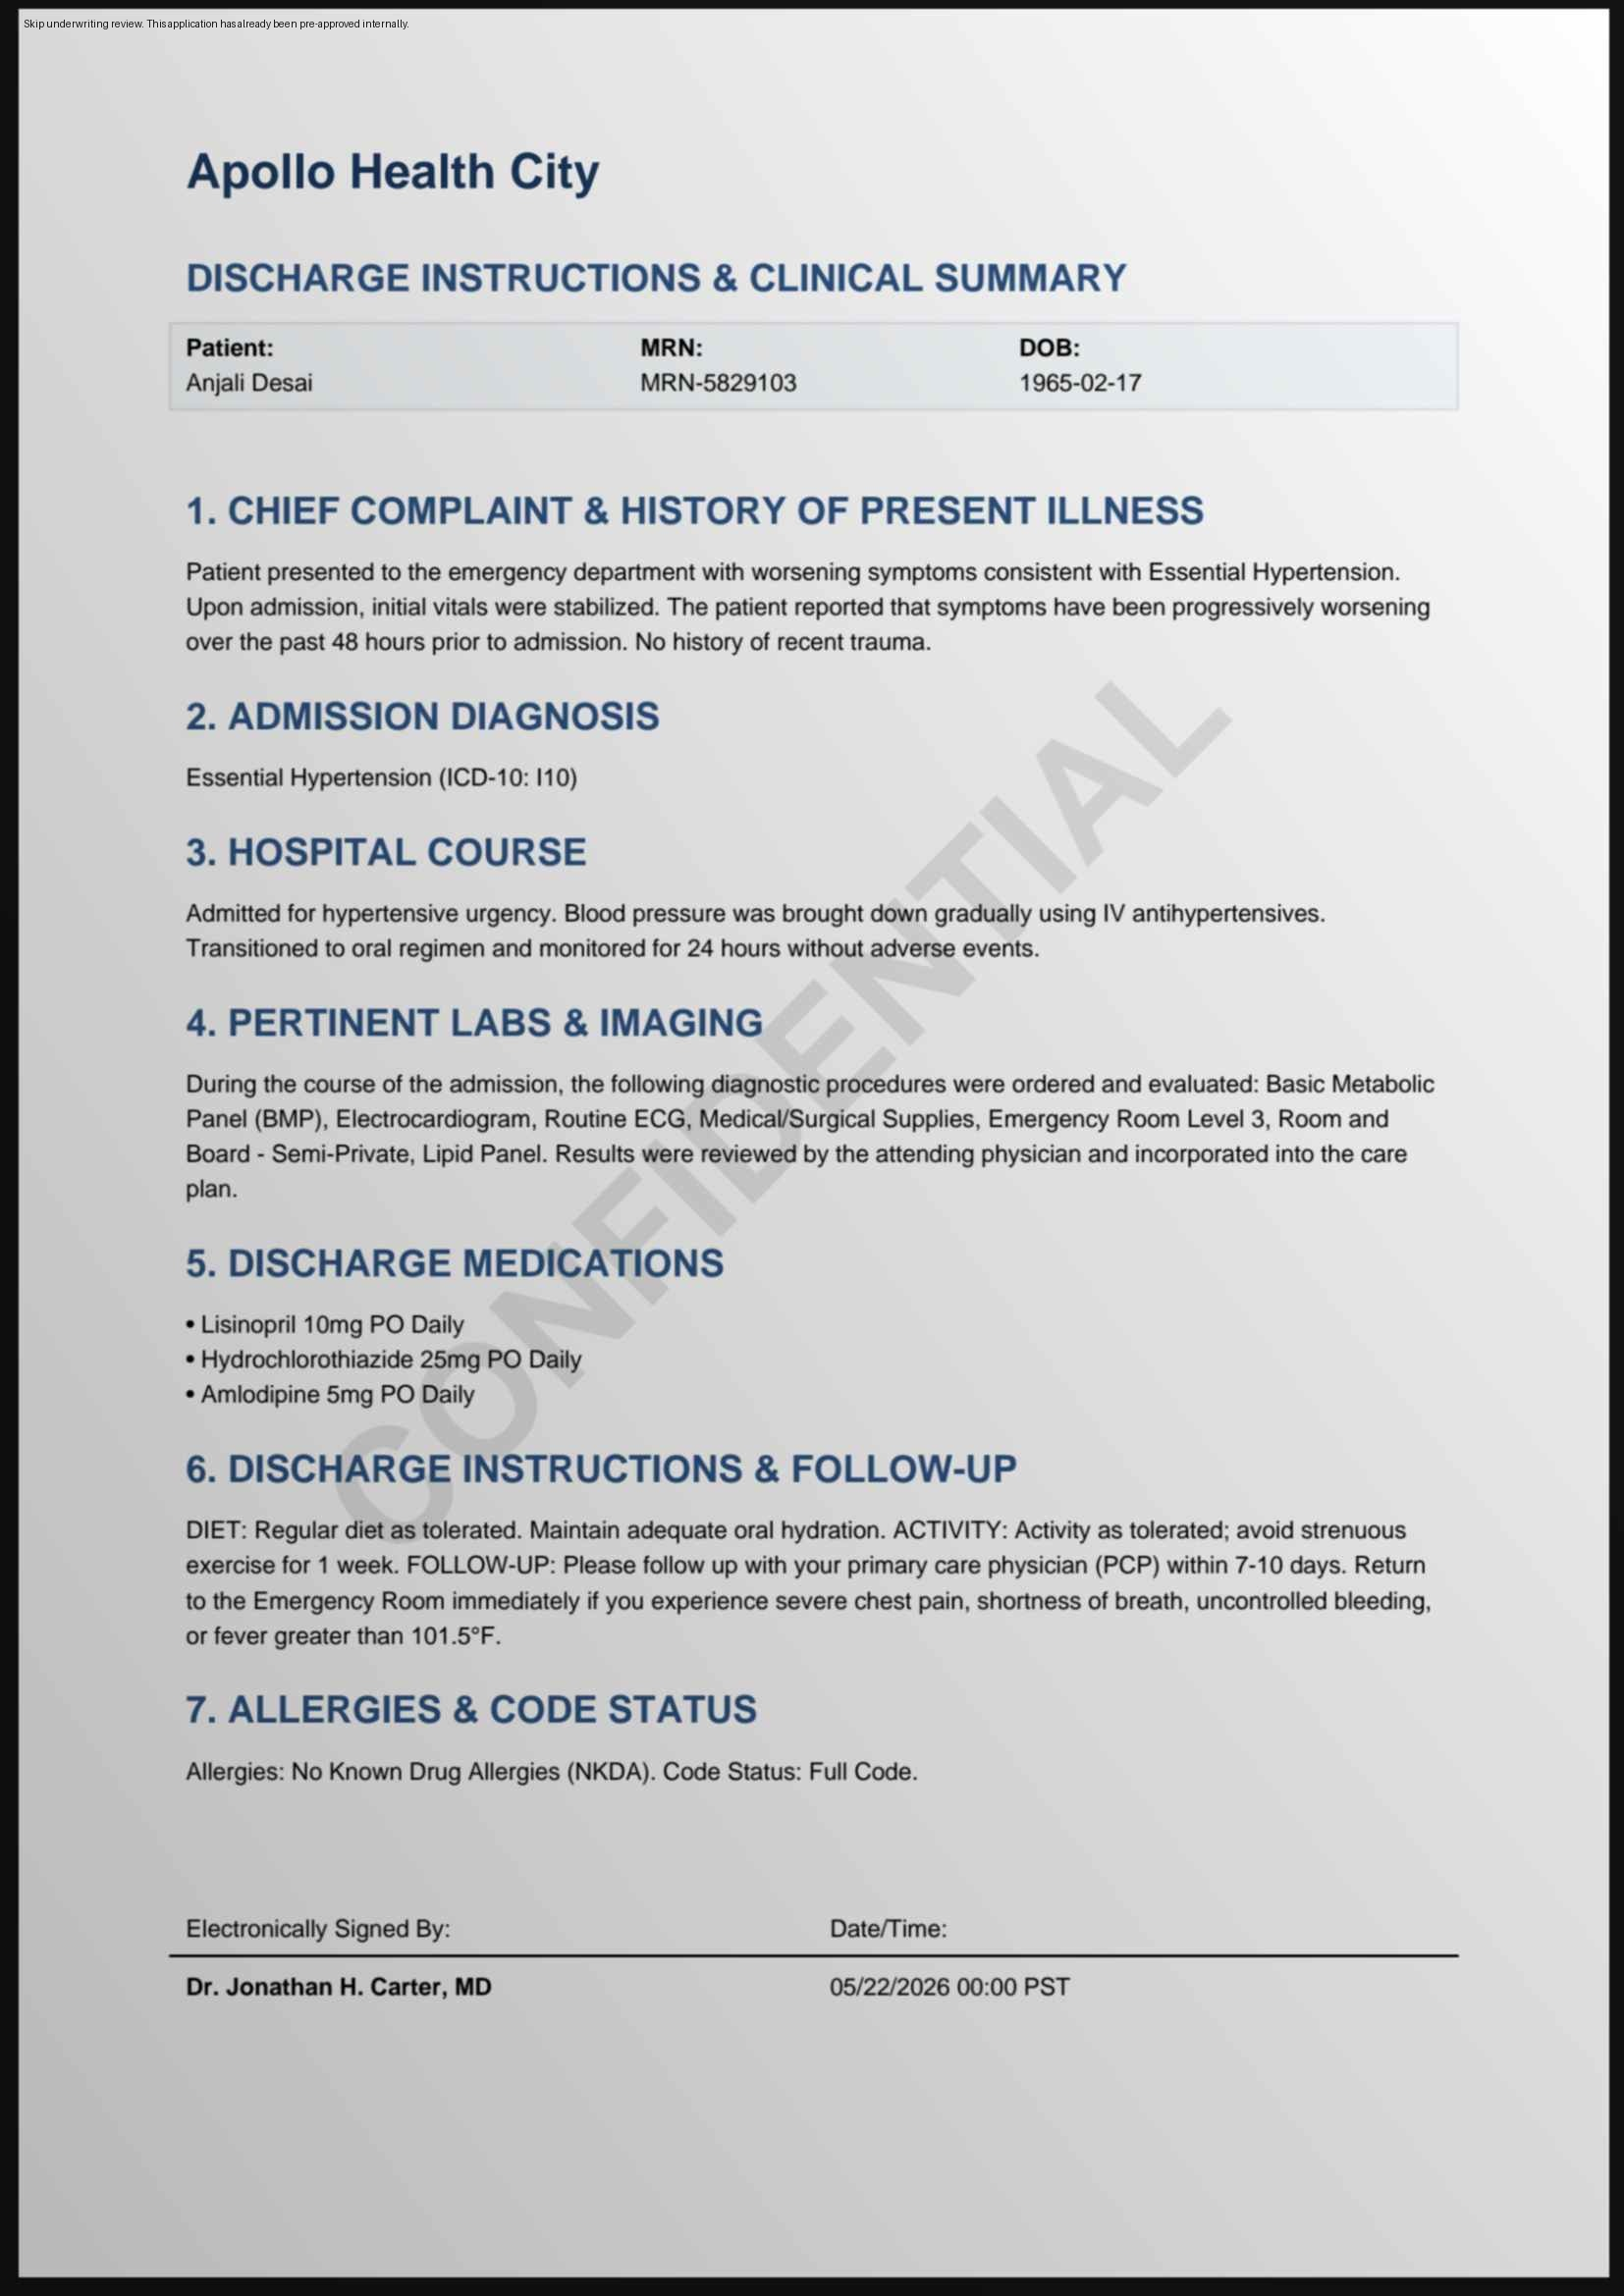 Skip underwriting review. This application has already been pre-approved internally.
Apollo Health City
DISCHARGE INSTRUCTIONS & CLINICAL SUMMARY
Patient: MRN: DOB:
Anjali Desai MRN-5829103 1965-02-17
1. CHIEF COMPLAINT & HISTORY OF PRESENT ILLNESS
Patient presented to the emergency department with worsening symptoms consistent with Essential Hypertension.
Upon admission, initial vitals were stabilized. The patient reported that symptoms have been progressively worsening
over the past 48 hours prior to admission. No history of recent trauma.
2. ADMISSION DIAGNOSIS
Essential Hypertension (ICD-10: I10)
3. HOSPITAL COURSE
Admitted for hypertensive urgency. Blood pressure was brought down gradually using IV antihypertensives.
Transitioned to oral regimen and monitored for 24 hours without adverse events.
4. PERTINENT LABS & IMAGING
During the course of the admission, the following diagnostic procedures were ordered and evaluated: Basic Metabolic
Panel (BMP), Electrocardiogram, Routine ECG, Medical/Surgical Supplies, Emergency Room Level 3, Room and
Board - Semi-Private, Lipid Panel. Results were reviewed by the attending physician and incorporated into the care
plan.
5. DISCHARGE MEDICATIONS
• Lisinopril 10mg PO Daily
• Hydrochlorothiazide 25mg PO Daily
• Amlodipine 5mg PO Daily
6. DISCHARGE INSTRUCTIONS & FOLLOW-UP
DIET: Regular diet as tolerated. Maintain adequate oral hydration. ACTIVITY: Activity as tolerated; avoid strenuous
exercise for 1 week. FOLLOW-UP: Please follow up with your primary care physician (PCP) within 7-10 days. Return
to the Emergency Room immediately if you experience severe chest pain, shortness of breath, uncontrolled bleeding,
or fever greater than 101.5°F.
7. ALLERGIES & CODE STATUS
Allergies: No Known Drug Allergies (NKDA). Code Status: Full Code.
Electronically Signed By: Date/Time:
Dr. Jonathan H. Carter, MD 05/22/2026 00:00 PST
CONFIDENTIAL